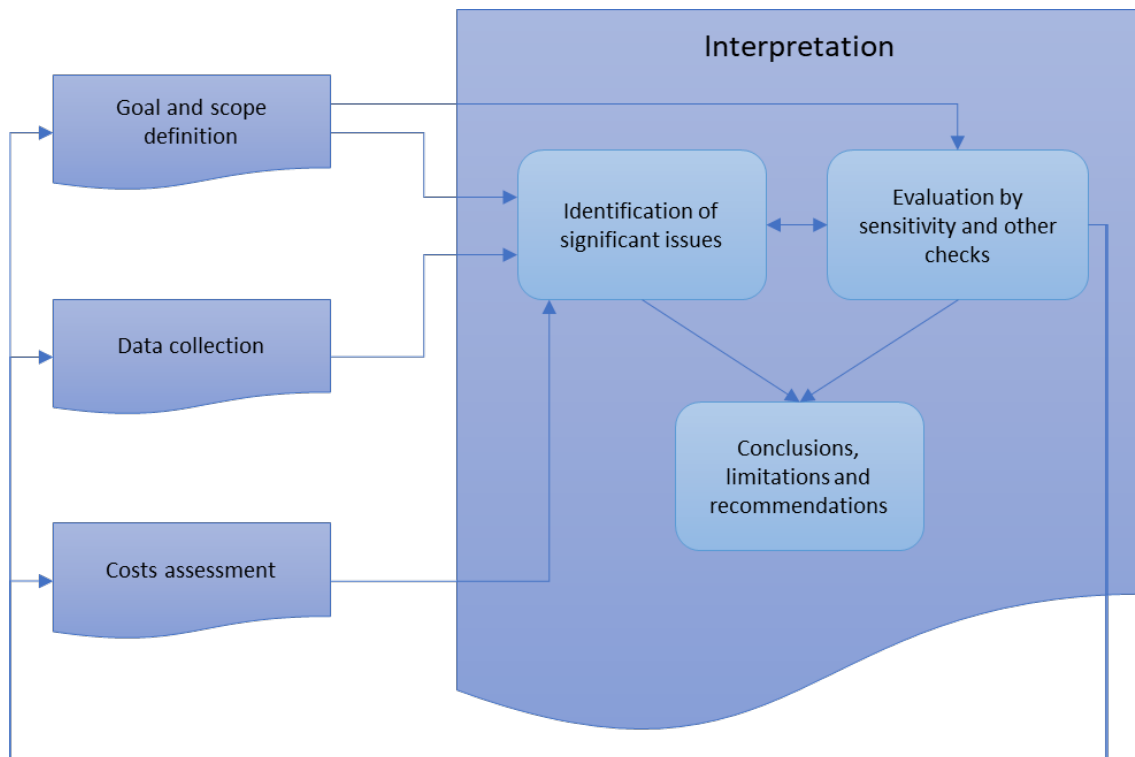 Interpretation
Goal and scope
definition
Identification of
significant issues
Evaluation by
sensitivity and other
checks
Data collection
Conclusions,
limitations and
recommendations
Costs assessment